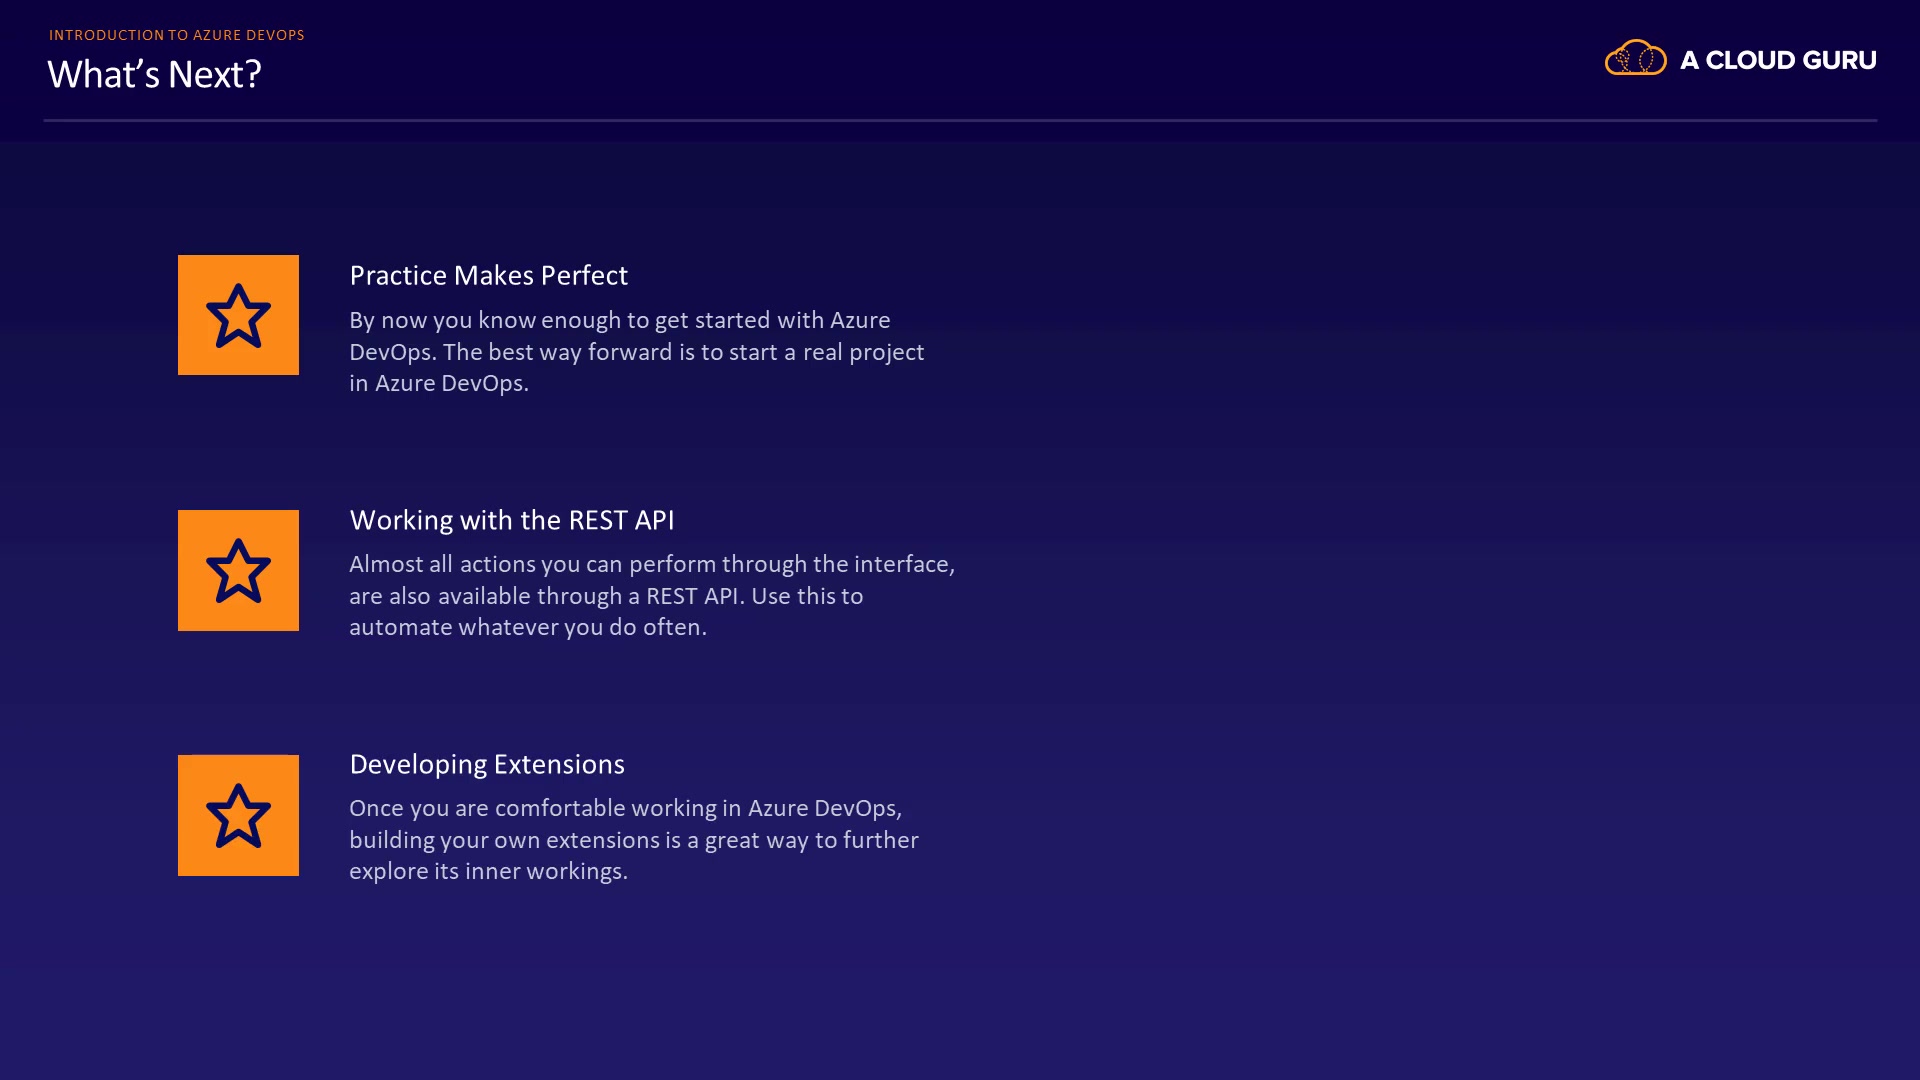 INTRODUCTION TO AZURE DEVOPS
What’s Next?
A CLOUD GURU
Practice Makes Perfect
By now you know enough to get started with Azure
DevOps. The best way forward is to start a real project
in Azure DevOps.
Working with the REST API
Almost all actions you can perform through the interface,
are also available through a REST API. Use this to
automate whatever you do often.
Developing Extensions
Once you are comfortable working in Azure DevOps,
building your own extensions is a great way to further
explore its inner workings.